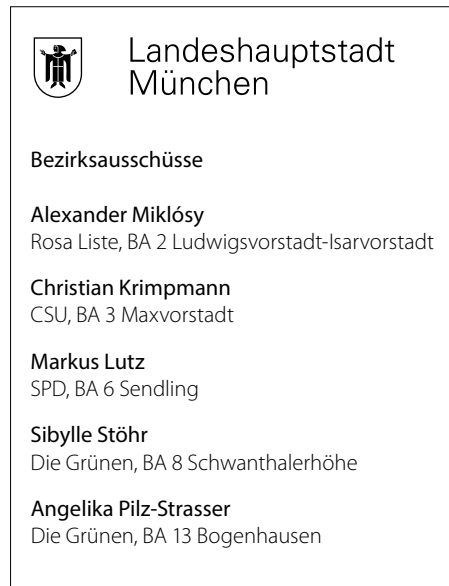 Landeshauptstadt
München
Bezirksausschüsse
Alexander Miklósy
Rosa Liste, BA 2 Ludwigsvorstadt-Isarvorstadt
Christian Krimpmann
CSU, BA 3 Maxvorstadt
Markus Lutz
SPD, BA 6 Sendling
Sibylle Stöhr
Die Grünen, BA 8 Schwanthalerhöhe
Angelika Pilz-Strasser
Die Grünen, BA 13 Bogenhausen